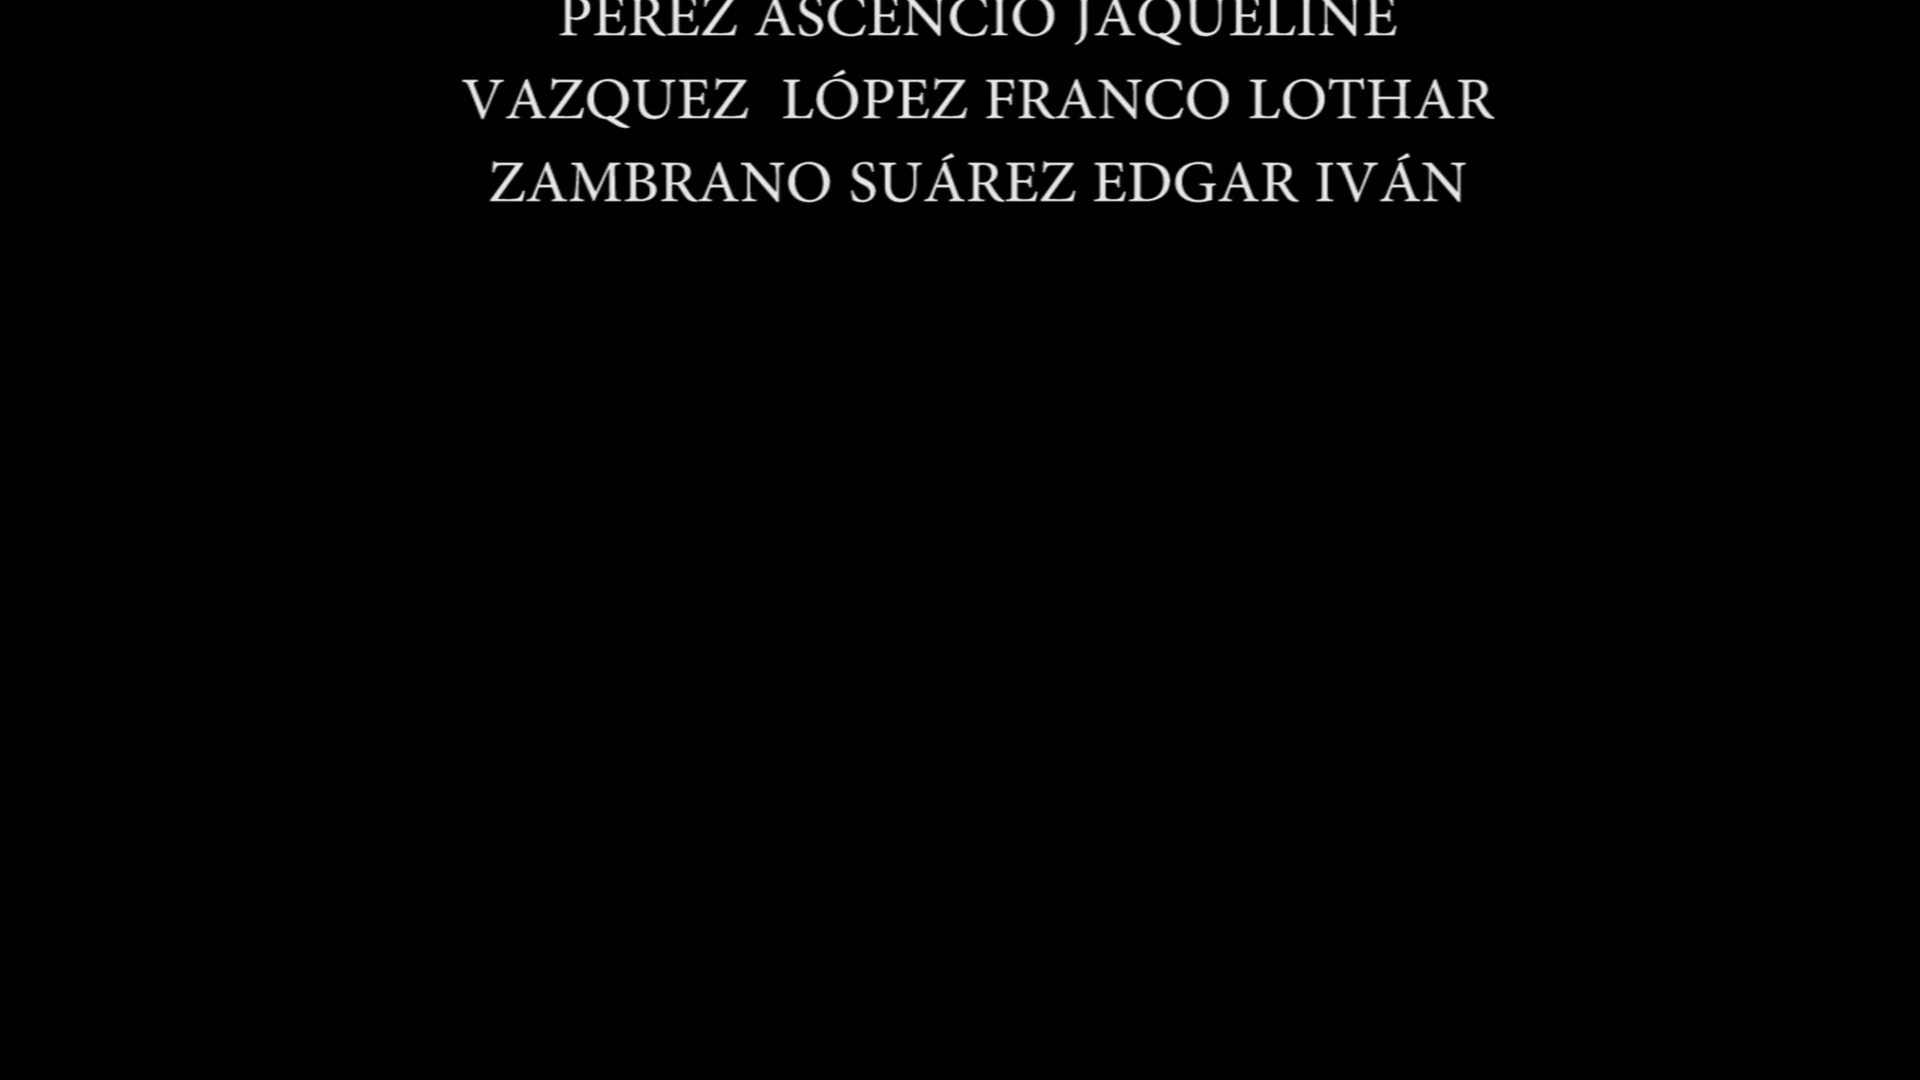 PEREZ ASCENCIO JAQUELINE
VAZQUEZ  LÓPEZ FRANCO LOTHAR
ZAMBRANO SUÁREZ EDGAR IVÁN